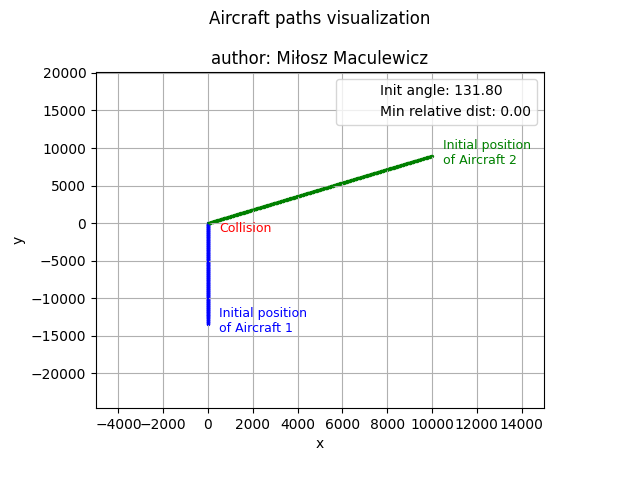 Aircraft paths visualization
author: Miłosz Maculewicz
Init angle: 131.80
Min relative dist: 0.00
20000
15000
10000
5000
0
−5000
−10000
−15000
−20000
y
Initial position
of Aircraft 2
Collision
Initial position
of Aircraft 1
−4000 −2000 0 2000 4000 6000 8000 10000 12000 14000
x